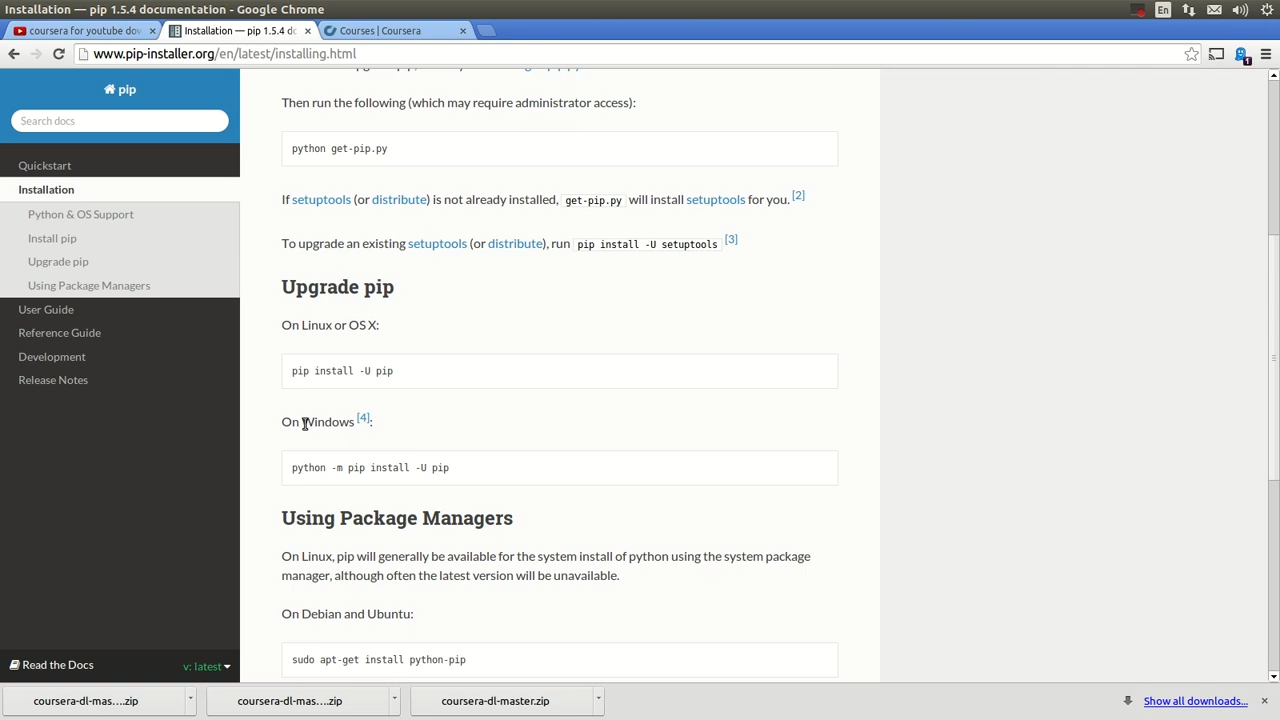 Installation — pip 1.5.4 documentation - Google Chrome
En
coursera for youtube dov ×
Installation — pip 1.5.4 do ×
Courses | Coursera ×
www.pip-installer.org/en/latest/installing.html
1
pip
Search docs
Quickstart
Installation
Python & OS Support
Install pip
Upgrade pip
Using Package Managers
User Guide
Reference Guide
Development
Release Notes
Read the Docs
v: latest
Then run the following (which may require administrator access):
python get-pip.py
If setuptools (or distribute) is not already installed, get-pip.py will install setuptools for you. [2]
To upgrade an existing setuptools (or distribute), run pip install -U setuptools [3]
Upgrade pip
On Linux or OS X:
pip install -U pip
On Windows [4]:
python -m pip install -U pip
Using Package Managers
On Linux, pip will generally be available for the system install of python using the system package
manager, although often the latest version will be unavailable.
On Debian and Ubuntu:
sudo apt-get install python-pip
coursera-dl-mas....zip
coursera-dl-mas....zip
coursera-dl-master.zip
Show all downloads...